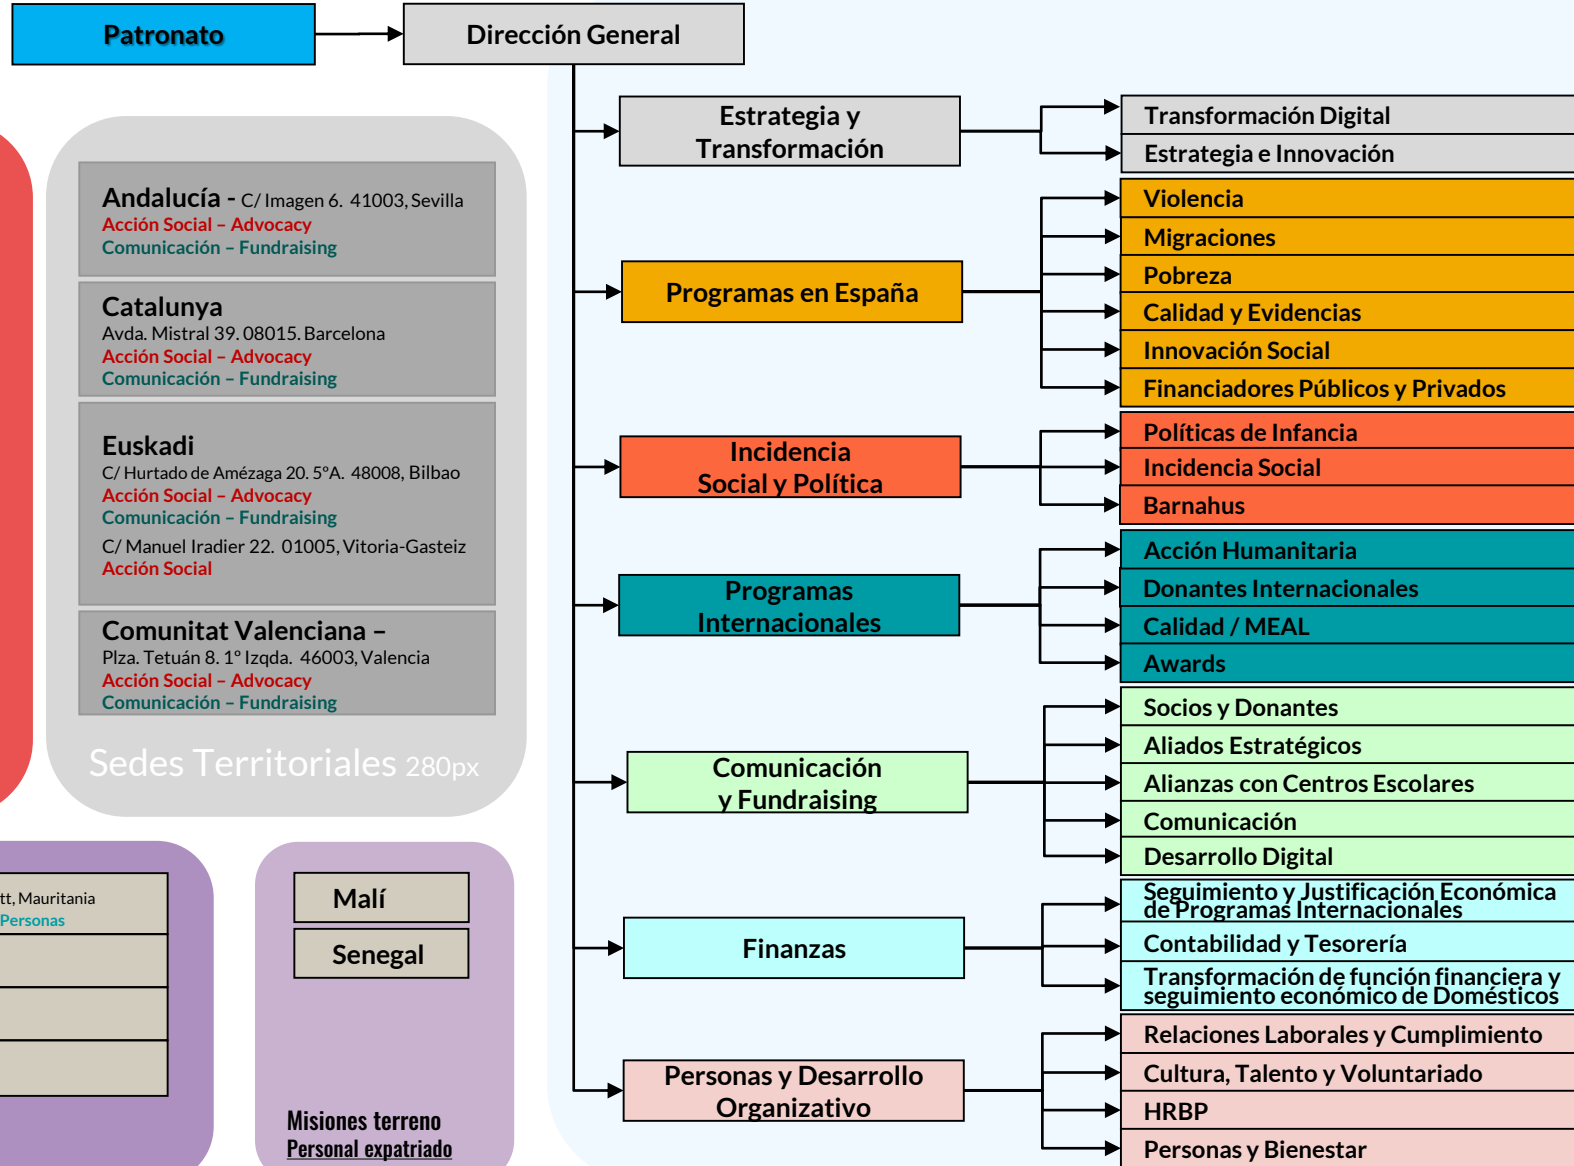 Patronato
Dirección General
Estrategia y
Transformación
Transformación Digital
Estrategia e Innovación
Programas en España
Violencia
Migraciones
Pobreza
Calidad y Evidencias
Innovación Social
Financiadores Públicos y Privados
Incidencia
Social y Política
Políticas de Infancia
Incidencia Social
Barnahus
Programas
Internacionales
Acción Humanitaria
Donantes Internacionales
Calidad / MEAL
Awards
Comunicación
y Fundraising
Socios y Donantes
Aliados Estratégicos
Alianzas con Centros Escolares
Comunicación
Desarrollo Digital
Finanzas
Seguimiento y Justificación Económica
de Programas Internacionales
Contabilidad y Tesorería
Transformación de función financiera y
seguimiento económico de Domésticos
Personas y Desarrollo
Organizativo
Relaciones Laborales y Cumplimiento
Cultura, Talento y Voluntariado
HRBP
Personas y Bienestar
Andalucía - C/ Imagen 6. 41003, Sevilla
Acción Social – Advocacy
Comunicación – Fundraising
Catalunya
Avda. Mistral 39. 08015. Barcelona
Acción Social – Advocacy
Comunicación – Fundraising
Euskadi
C/ Hurtado de Amézaga 20. 5ºA. 48008, Bilbao
Acción Social – Advocacy
Comunicación – Fundraising
C/ Manuel Iradier 22. 01005, Vitoria-Gasteiz
Acción Social
Comunitat Valenciana –
Plza. Tetuán 8. 1º Izqda. 46003, Valencia
Acción Social – Advocacy
Comunicación – Fundraising
Sedes Territoriales 280px
tt, Mauritania
Personas
Malí
Senegal
Misiones terreno
Personal expatriado